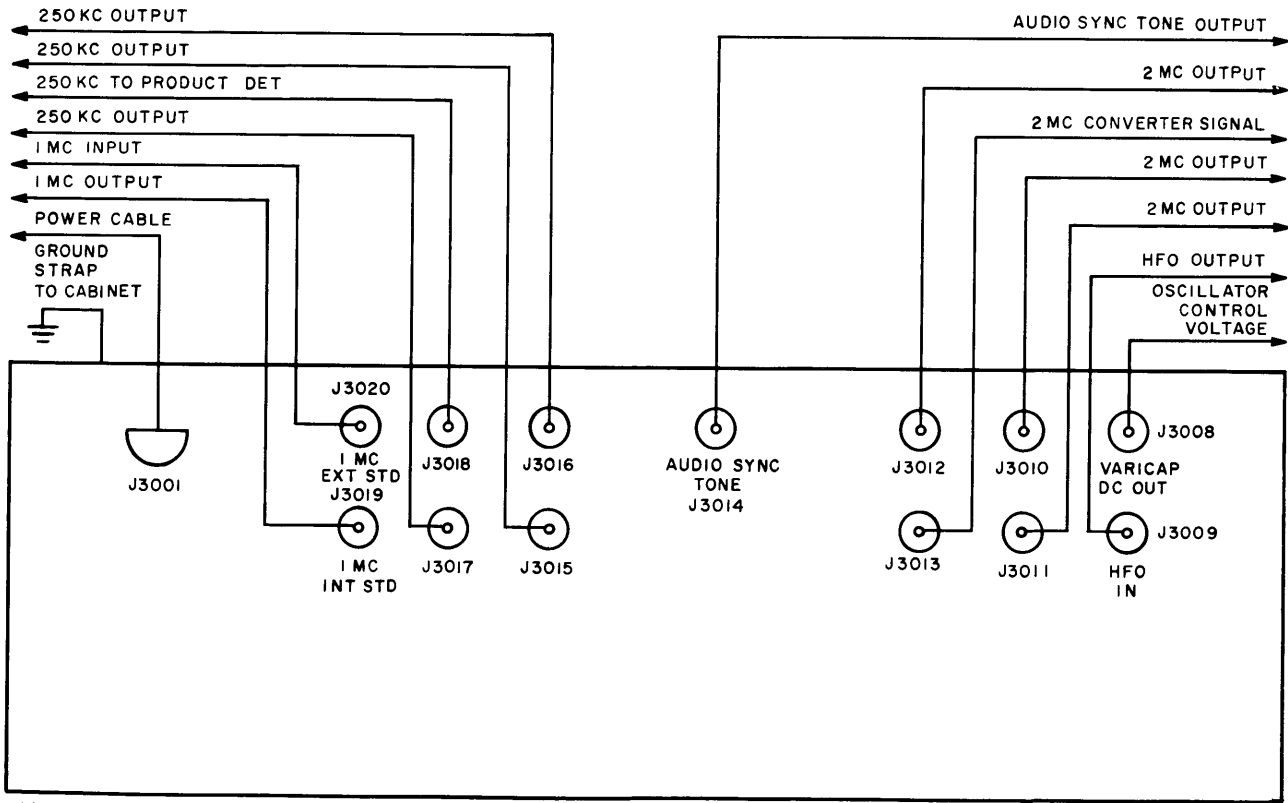 250 KC OUTPUT
250 KC OUTPUT
250 KC TO PRODUCT DET
250 KC OUTPUT
1 MC INPUT
1 MC OUTPUT
POWER CABLE
GROUND
STRAP
TO CABINET
AUDIO SYNC TONE OUTPUT
2 MC OUTPUT
2 MC CONVERTER SIGNAL
2 MC OUTPUT
2 MC OUTPUT
HFO OUTPUT
OSCILLATOR
CONTROL
VOLTAGE
J3001
J3020
1 MC
EXT STD
J3019
1 MC
INT STD
J3018
J3017
J3016
J3015
AUDIO SYNC
TONE
J3014
J3012
J3013
J3010
J3011
J3008
VARICAP
DC OUT
J3009
HFO
IN